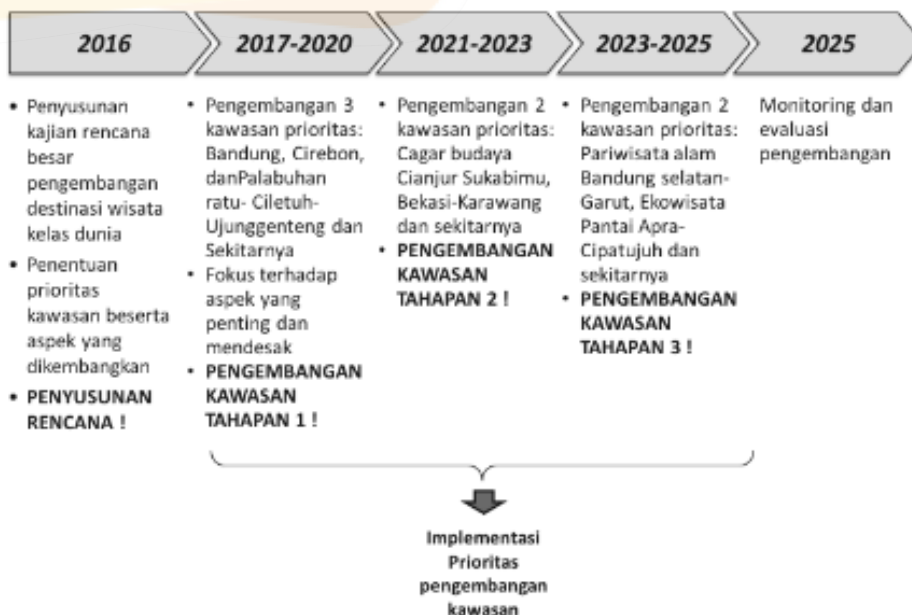 2016
2017-2020
2021-2023
2023-2025
2025
• Penyusunan
kajian rencana
besar
pengembangan
destinasi wisata
kelas dunia
• Penentuan
prioritas
kawasan beserta
aspek yang
dikembangkan
• PENYUSUNAN
RENCANA !
• Pengembangan 3
kawasan prioritas:
Bandung, Cirebon,
danPalabuhan
ratu- Ciletuh-
Ujunggenteng dan
Sekitarnya
• Fokus terhadap
aspek yang
penting dan
mendesak
• PENGEMBANGAN
KAWASAN
TAHAPAN 1 !
• Pengembangan 2
kawasan prioritas:
Cagar budaya
Cianjur Sukabimu,
Bekasi-Karawang
dan sekitarnya
• PENGEMBANGAN
KAWASAN
TAHAPAN 2 !
• Pengembangan 2
kawasan prioritas:
Pariwisata alam
Bandung selatan-
Garut, Ekowisata
Pantai Apra-
Cipatujuh dan
sekitarnya
• PENGEMBANGAN
KAWASAN
TAHAPAN 3 !
Monitoring dan
evaluasi
pengembangan
Implementasi
Prioritas
pengembangan
kawasan